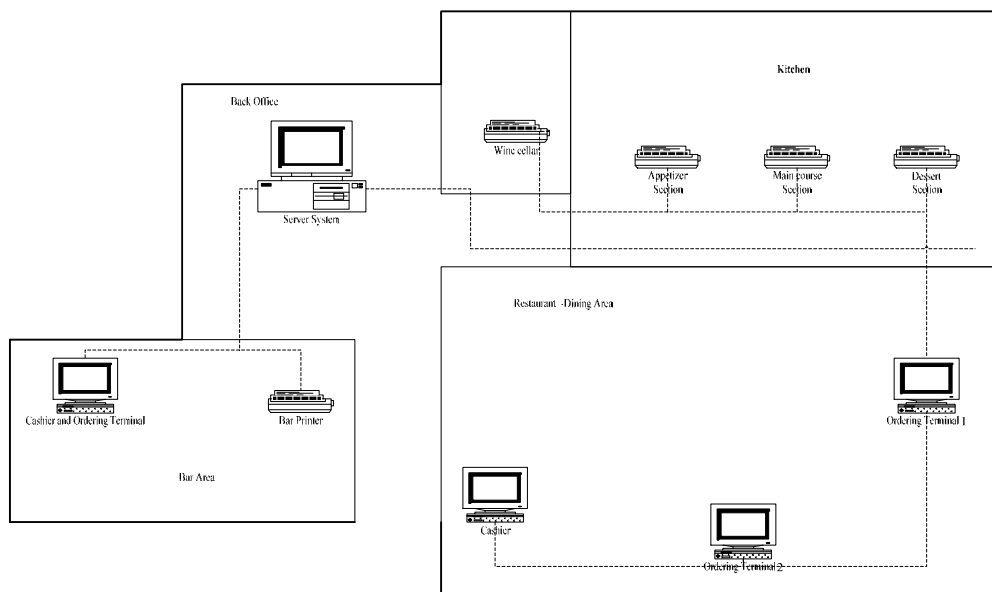 Kitchen
Back Office
Wine cellar
Appetizer
Section
Main course
Section
Dessert
Section
Server System
Restaurant -Dining Area
Cashier and Ordering Terminal
Bar Printer
Ordering Terminal 1
Bar Area
Cashier
Ordering Terminal 2